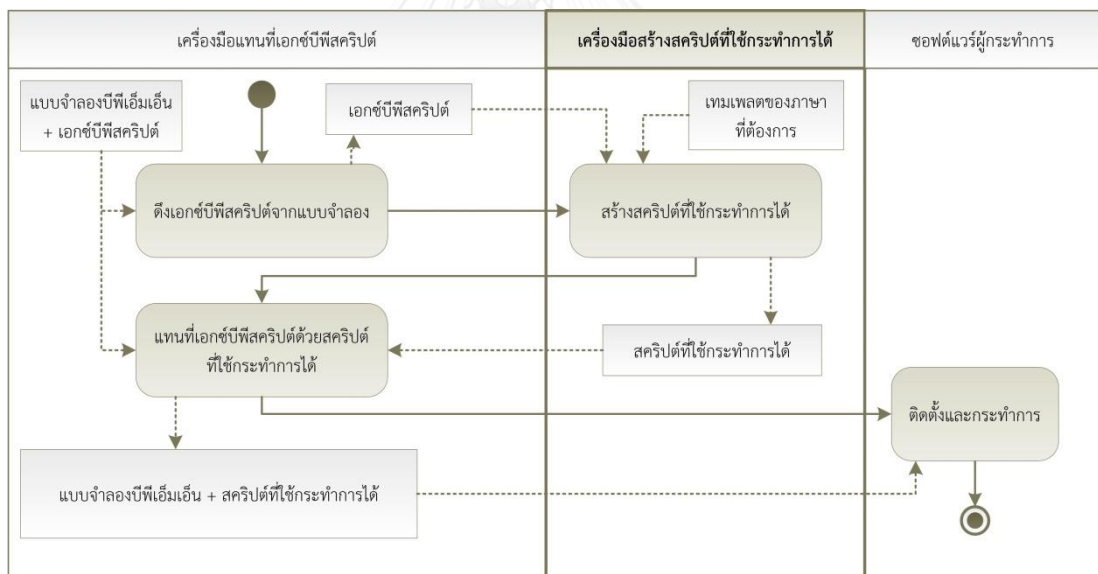 เครื่องมือแทนที่เอกซ์บีพีสคริปต์
เครื่องมือสร้างสคริปต์ที่ใช้กระทำการได้
ซอฟต์แวร์ผู้กระทำการ
แบบจำลองบีพีเอ็มเอ็น
+ เอกซ์บีพีสคริปต์
เอกซ์บีพีสคริปต์
เทมเพลตของภาษา
ที่ต้องการ
ดึงเอกซ์บีพีสคริปต์จากแบบจำลอง
สร้างสคริปต์ที่ใช้กระทำการได้
แทนที่เอกซ์บีพีสคริปต์ด้วยสคริปต์
ที่ใช้กระทำการได้
สคริปต์ที่ใช้กระทำการได้
ติดตั้งและกระทำการ
แบบจำลองบีพีเอ็มเอ็น + สคริปต์ที่ใช้กระทำการได้